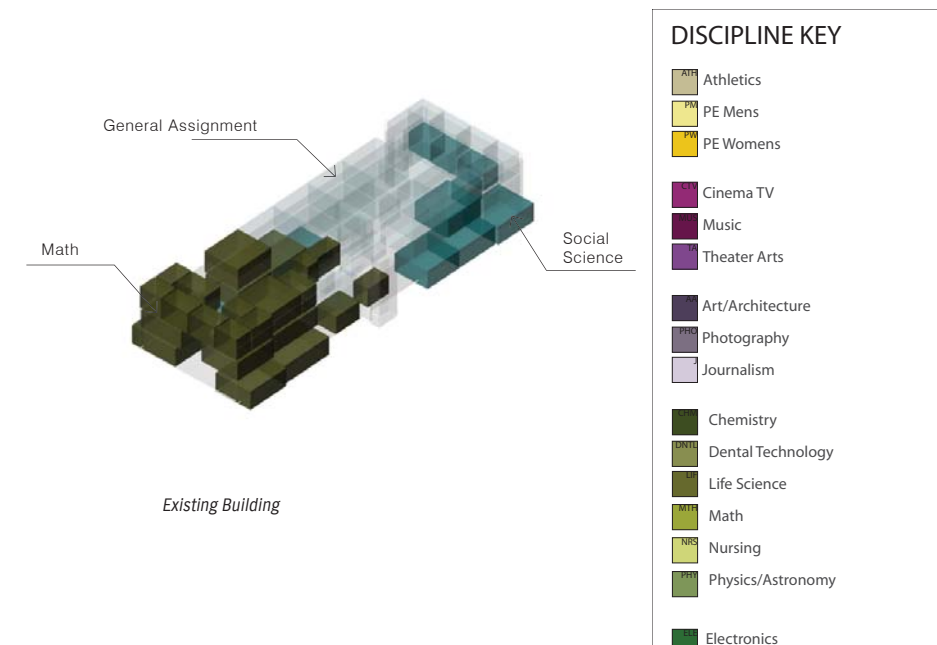 DISCIPLINE KEY
General Assignment
Math
Social
Science
Existing Building
ATH Athletics
PM PE Mens
PW PE Womens
CTV Cinema TV
Music
TA Theater Arts
AA Art/Architecture
PHO Photography
J Journalism
CHM Chemistry
DNTL Dental Technology
LIF Life Science
MTH Math
NRS Nursing
PHY Physics/Astronomy
ELE Electronics